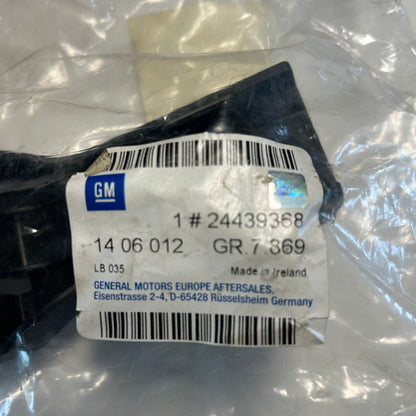 GM
1 # 24439368
14 06 012 GR.7.869
LB 035 Made in Ireland
GENERAL MOTORS EUROPE AFTERSALES,
Eisenstrasse 2-4, D-65428 Rüsselsheim Germany